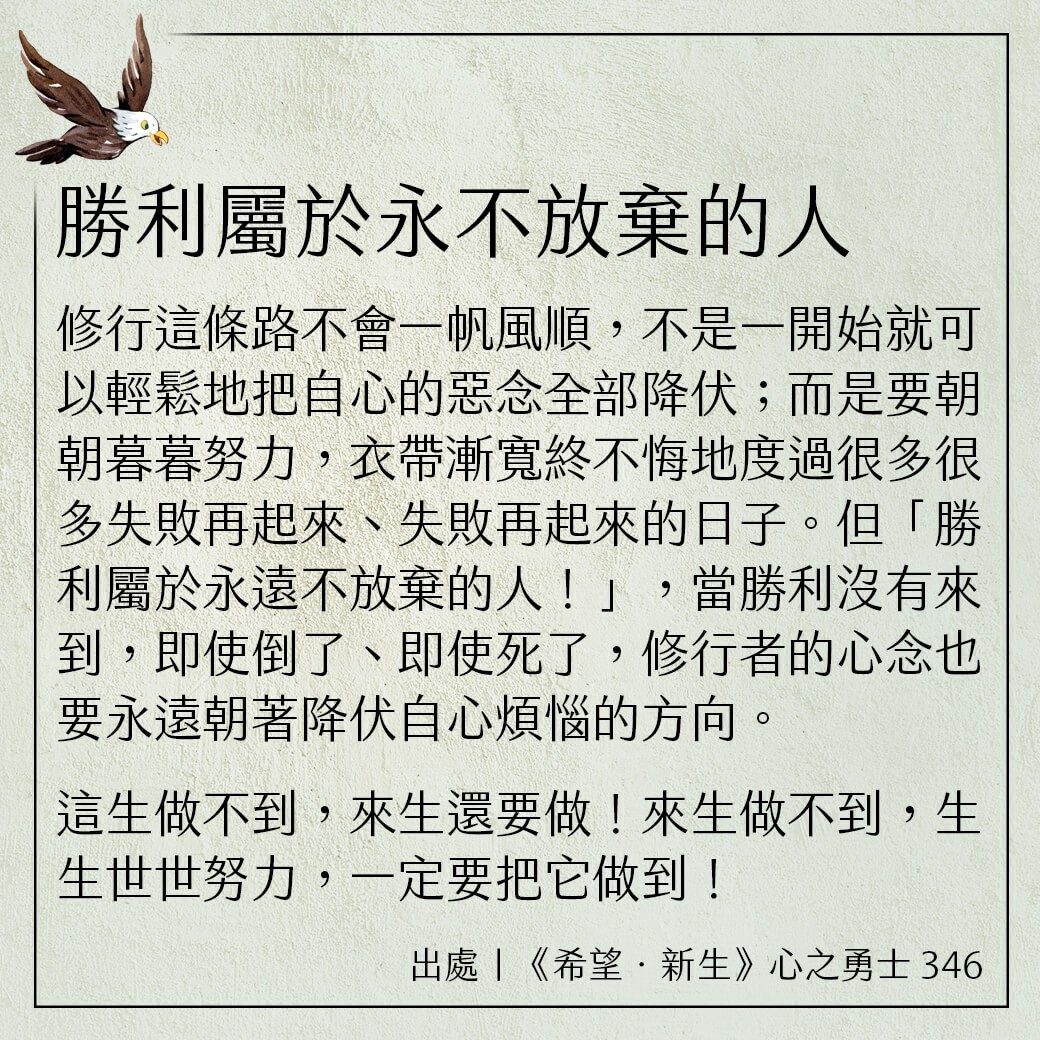 勝利屬於永不放棄的人
修行這條路不會一帆風順，不是一開始就可
以輕鬆地把自心的惡念全部降伏；而是要朝
朝暮暮努力，衣帶漸寬終不悔地度過很多很
多失敗再起來、失敗再起來的日子。但「勝
利屬於永遠不放棄的人！」，當勝利沒有來
到，即使倒了、即使死了，修行者的心念也
要永遠朝著降伏自心煩惱的方向。
這生做不到，來生還要做！來生做不到，生
生世世努力，一定要把它做到！
出處｜《希望．新生》心之勇士 346